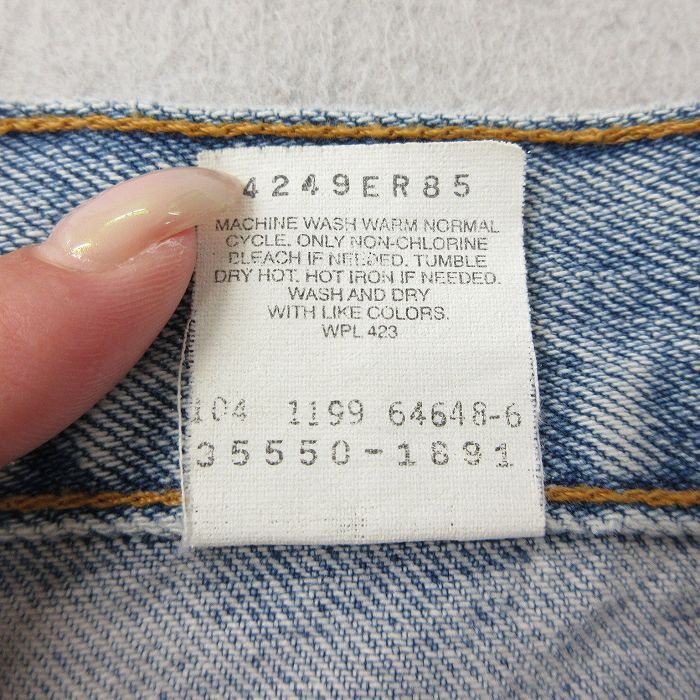 4249ER85
MACHINE WASH WARM NORMAL
CYCLE. ONLY NON-CHLORINE
BLEACH IF NEEDED. TUMBLE
DRY HOT. HOT IRON IF NEEDED.
WASH AND DRY
WITH LIKE COLORS.
WPL 423
104 1199 64648-6
35550-1891